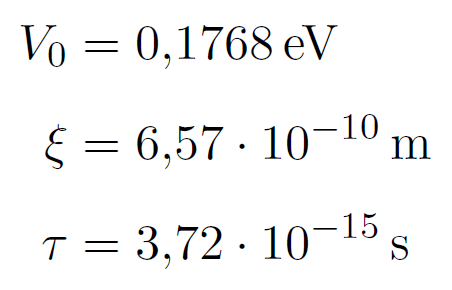 V₀ = 0,1768 eV
ξ = 6,57 · 10⁻¹⁰ m
τ = 3,72 · 10⁻¹⁵ s